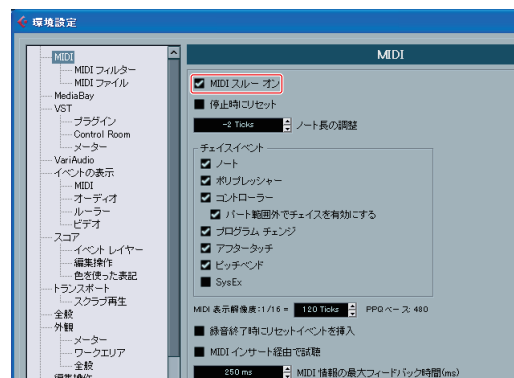 環境設定
MIDI
MIDI フィルター
MIDI ファイル
MediaBay
VST
プラグイン
Control Room
メーター
VariAudio
イベントの表示
MIDI
オーディオ
ルーラー
ビデオ
スコア
イベント レイヤー
編集操作
色を使った表記
トランスポート
スクラブ再生
全般
外観
メーター
ワークエリア
全般
編集操作
MIDI
MIDI スルー オン
停止時にリセット
-2 Ticks ノート長の調整
チェイスイベント
ノート
ポリプレッシャー
コントローラー
パート範囲外でチェイスを有効にする
プログラム チェンジ
アフタータッチ
ピッチベンド
SysEx
MIDI 表示解像度:1/16 = 120 Ticks PPQ ベース: 480
録音終了時にリセットイベントを挿入
MIDI インサート経由で試聴
250 ms MIDI 情報の最大フィードバック時間(ms)